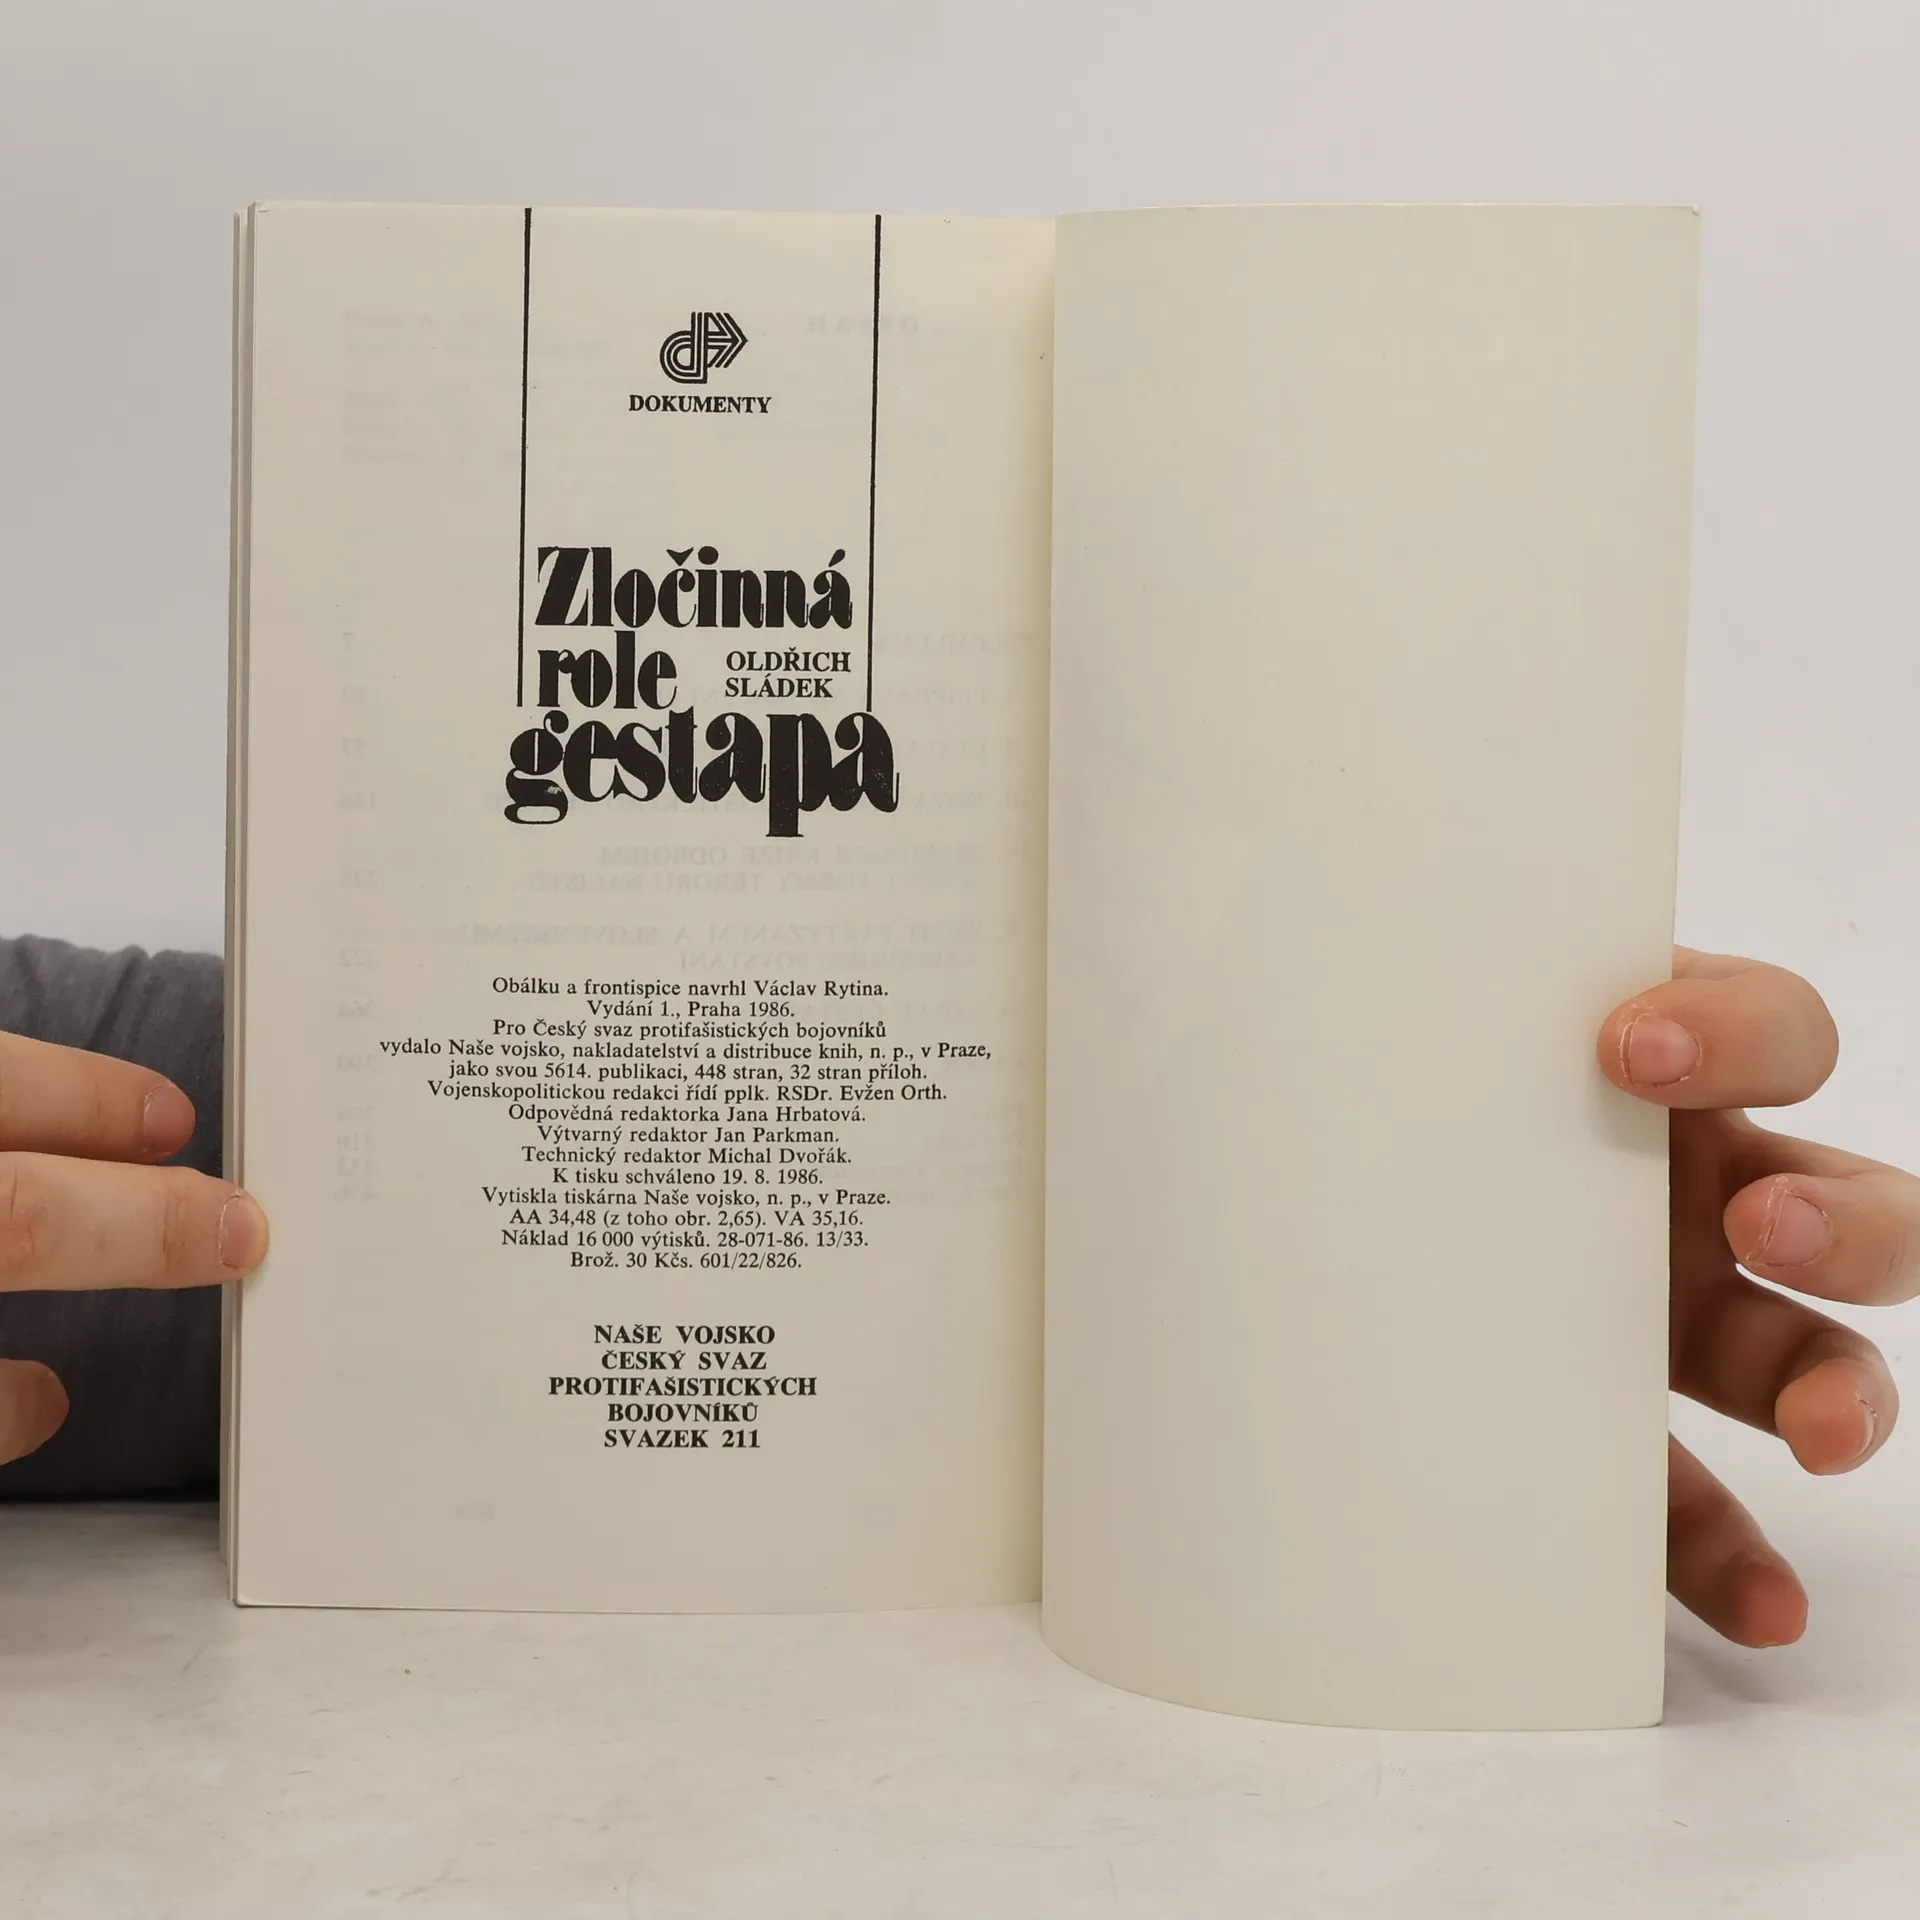 DOKUMENTY
Zločinná
role
OLDŘICH
SLÁDEK
gestapa
Obálku a frontispice navrhl Václav Rytina.
Vydání 1., Praha 1986.
Pro Český svaz protifašistických bojovníků
vydalo Naše vojsko, nakladatelství a distribuce knih, n. p., v Praze,
jako svou 5614. publikaci, 448 stran, 32 stran příloh.
Vojenskopolitickou redakci řídí pplk. RSDr. Evžen Orth.
Odpovědná redaktorka Jana Hrbatová.
Výtvarný redaktor Jan Parkman.
Technický redaktor Michal Dvořák.
K tisku schváleno 19. 8. 1986.
Vytiskla tiskárna Naše vojsko, n. p., v Praze.
AA 34,48 (z toho obr. 2,65). VA 35,16.
Náklad 16 000 výtisků. 28-071-86. 13/33.
Brož. 30 Kčs. 601/22/826.
NAŠE VOJSKO
ČESKÝ SVAZ
PROTIFAŠISTICKÝCH
BOJOVNÍKŮ
SVAZEK 211